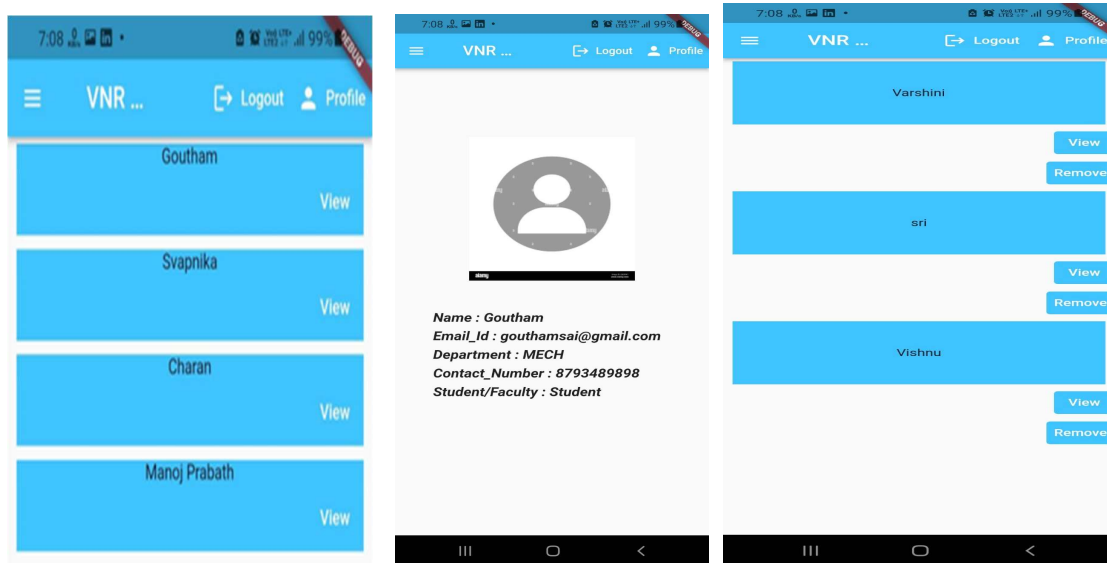 7:08
99%
DEBUG
VNR ...
Logout
Profile
Goutham
View
Svapnika
View
Charan
View
Manoj Prabath
View
7:08
99%
DEBUG
VNR ...
Logout
Profile
alamy
Name : Goutham
Email_Id : gouthamsai@gmail.com
Department : MECH
Contact_Number : 8793489898
Student/Faculty : Student
7:08
99%
DEBUG
VNR ...
Logout
Profile
Varshini
View
Remove
sri
View
Remove
Vishnu
View
Remove